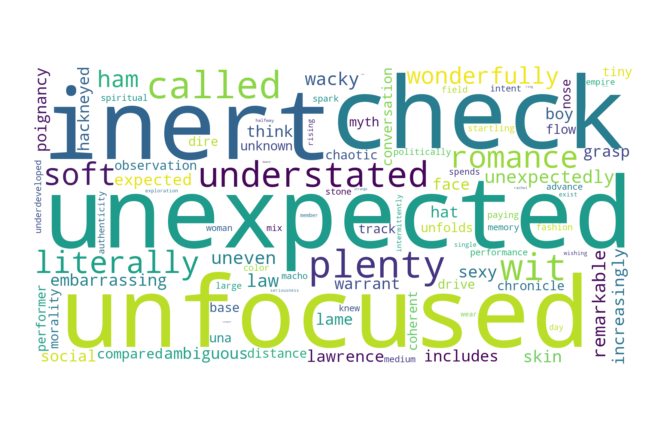 inert
check
unexpected
unfocused
poignancy
hackneyed
ham
called
spiritual
wacky
wonderfully
tiny
field
intent
empire
nose
spark
conversation
startling
dire
think
myth
boy
unknown
rising
chaotic
flow
halfway
politically
grasp
underdeveloped
observation
soft
expected
understated
romance
unexpectedly
spends
face
advance
exist
stone
exploration
authenticity
woman
mix
member
track
intermittently
hat
unfolds
paying
memory
fashion
single
performance
wishing
literally
uneven
color
plenty
wit
sexy
embarrassing
large
law
macho
seriousness
warrant
drive
chronicle
remarkable
increasingly
performer
morality
base
knew
lame
una
coherent
wear
day
social
compared
ambiguous
distance
lawrence
medium
includes
skin